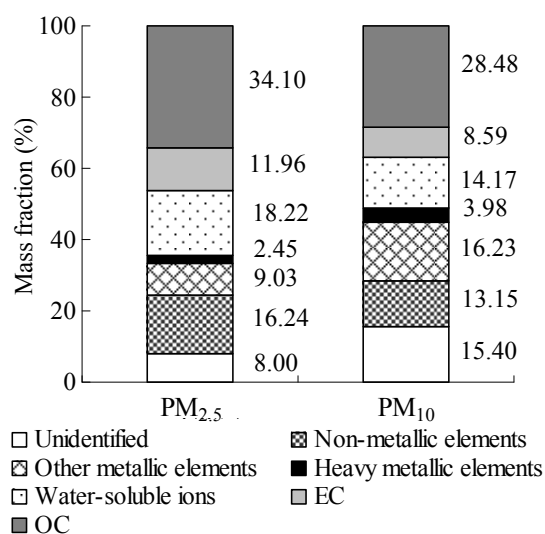 Mass fraction (%)
100
80
60
40
20
0
34.10
11.96
18.22
2.45
9.03
16.24
8.00
28.48
8.59
14.17
3.98
16.23
13.15
15.40
PM2.5
PM10
Unidentified
Non-metallic elements
Other metallic elements
Heavy metallic elements
Water-soluble ions
EC
OC